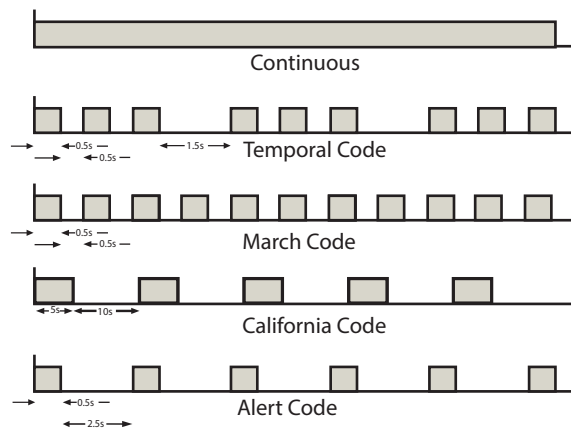 Continuous
0.5s
0.5s
1.5s
Temporal Code
0.5s
0.5s
March Code
5s
10s
California Code
0.5s
2.5s
Alert Code